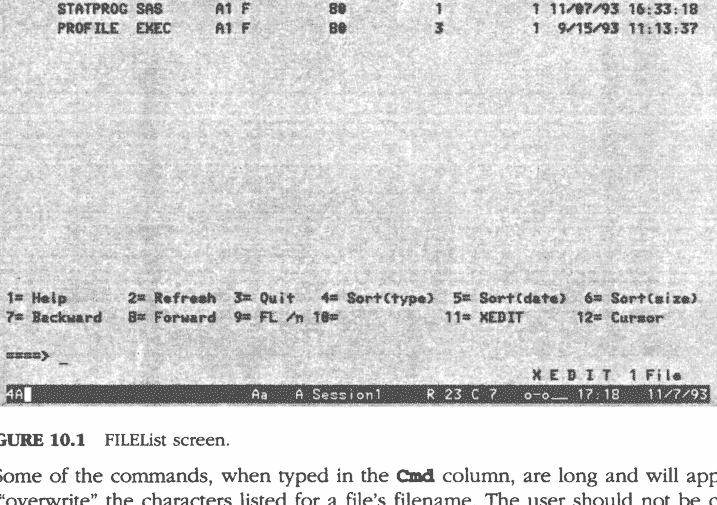 STATPROG SAS A1 F 80 1 1 11/07/93 16:33:18
PROFILE EXEC A1 F 80 3 1 9/15/93 11:13:37
1= Help 2= Refresh 3= Quit 4= Sort(type) 5= Sort(date) 6= Sort(size)
7= Backward 8= Forward 9= FL /n 10= 11= XEDIT 12= Cursor
====> _
X E D I T 1 File
4A Aa A Session1 R 23 C 7 o-o__ 17:18 11/7/93
GURE 10.1 FILEList screen.
Some of the commands, when typed in the Cmd column, are long and will app
"overwrite" the characters listed for a file's filename. The user should not be c